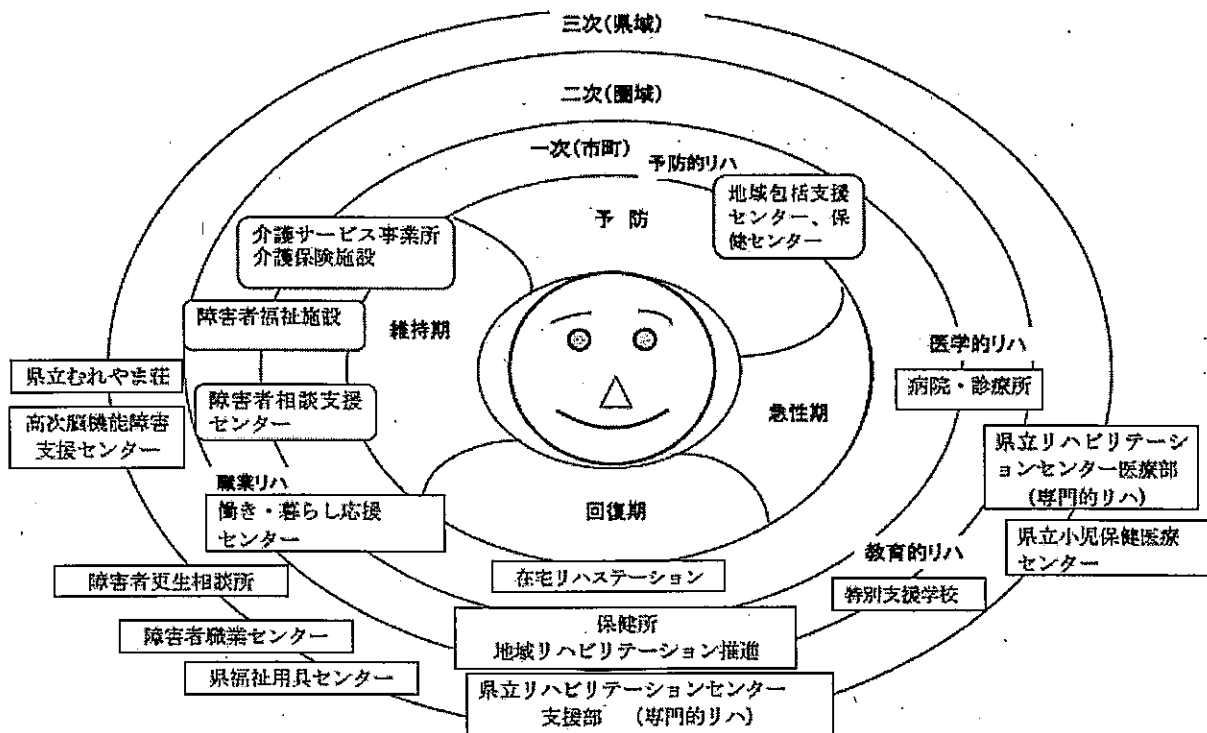 三次(県域)
二次(圏域)
一次(市町)
予防的リハ
地域包括支援
センター、保
健センター
予 防
介護サービス事業所
介護保険施設
障害者福祉施設
維持期
医学的リハ
病院・診療所
県立むれやま荘
高次脳機能障害
支援センター
障害者相談支援
センター
急性期
県立リハビリテーシ
ョンセンター医療部
(専門的リハ)
職業リハ
働き・暮らし応援
センター
回復期
県立小児保健医療
センター
教育的リハ
特別支援学校
在宅リハステーション
障害者更生相談所
保健所
地域リハビリテーション推進
障害者職業センター
県福祉用具センター
県立リハビリテーションセンター
支援部 (専門的リハ)